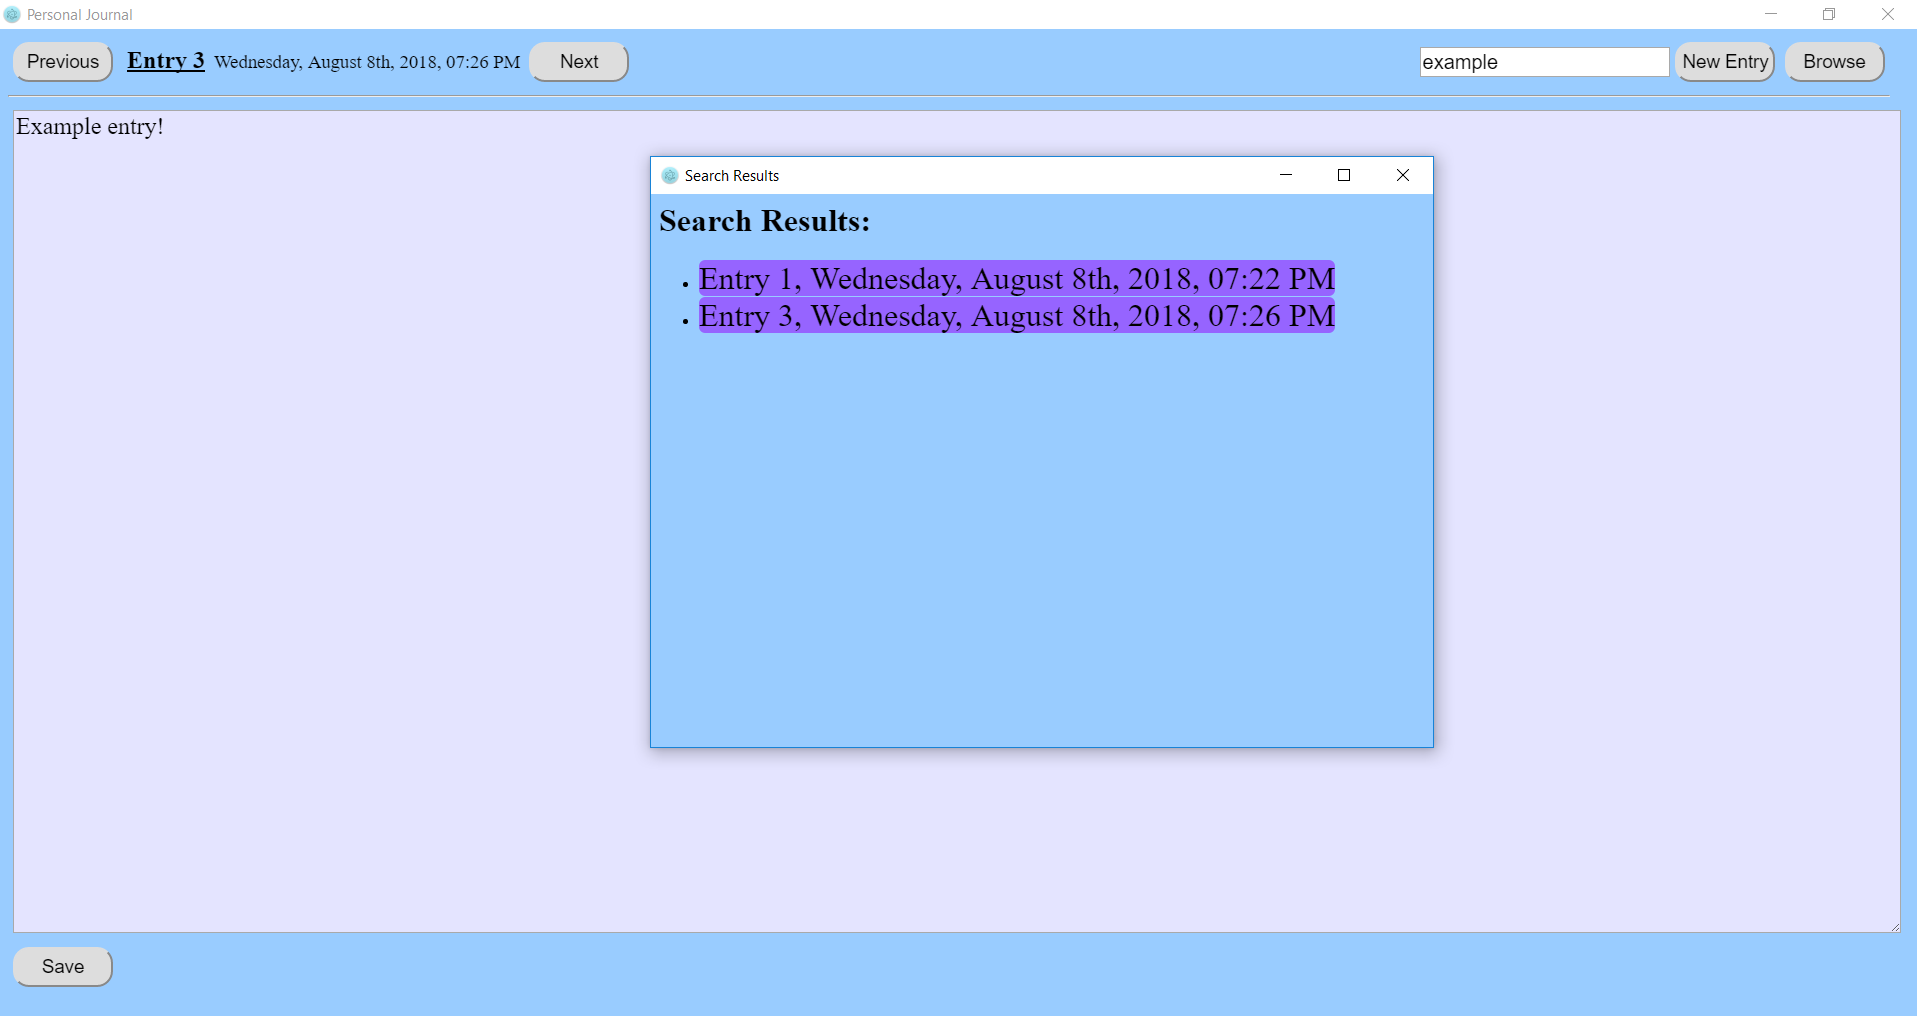 Personal Journal
Previous Entry 3 Wednesday, August 8th, 2018, 07:26 PM Next example New Entry Browse
Example entry!
Search Results
Search Results:
Entry 1, Wednesday, August 8th, 2018, 07:22 PM
Entry 3, Wednesday, August 8th, 2018, 07:26 PM
Save